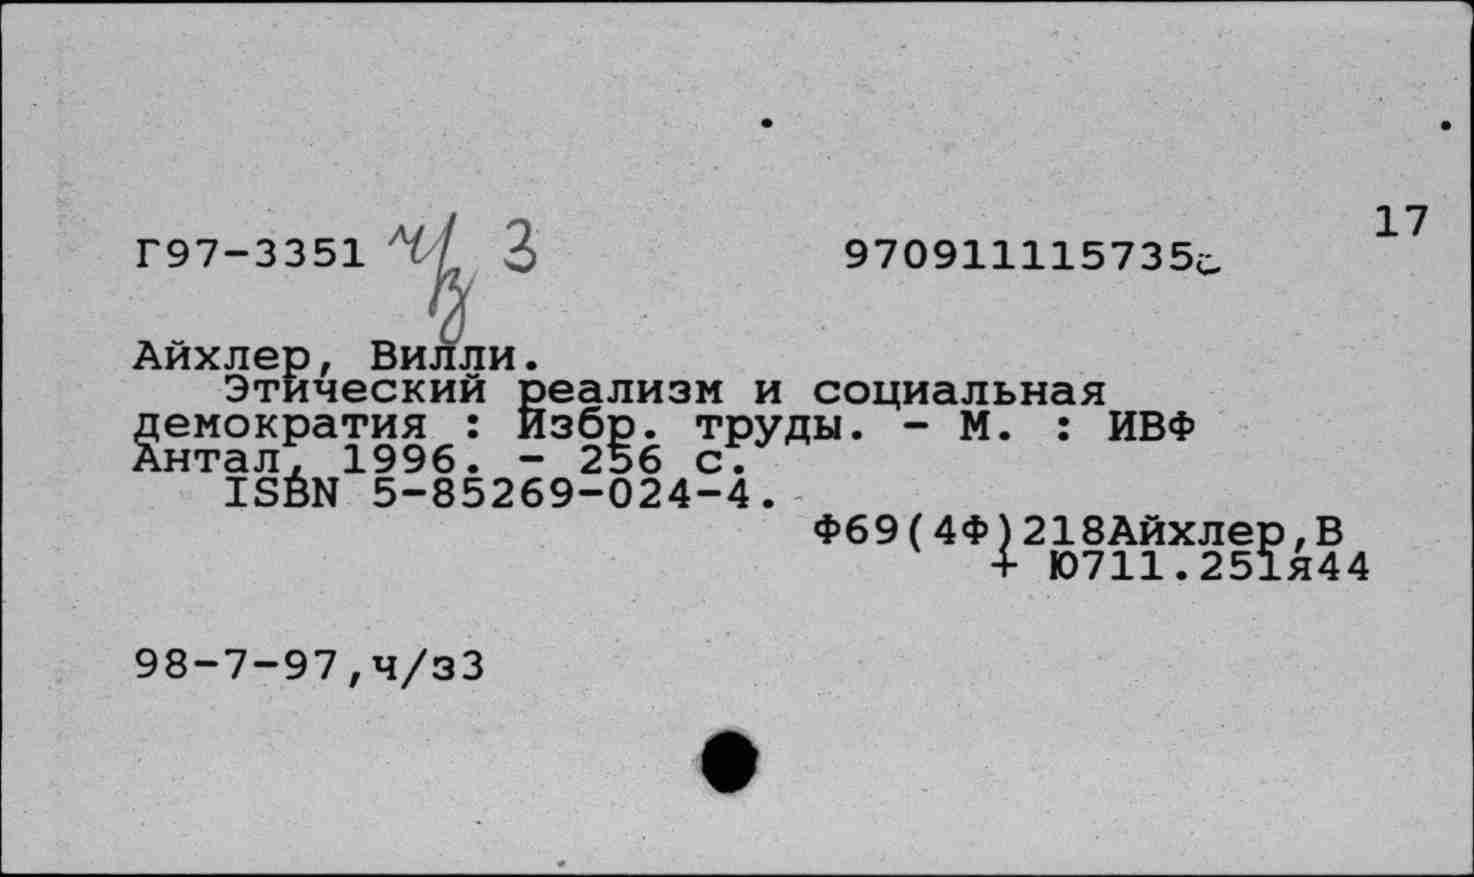 17
Г97-3351 ч/з 3 970911115735с
Айхлер, Вилли.
Этический реализм и социальная
демократия : Избр. труды. - М. : ИВФ
Антал, 1996. - 256 с.
ISBN 5-85269-024-4.
Ф69(4Ф)218Айхлер,В
+ Ю711.251я44
98-7-97,ч/з3